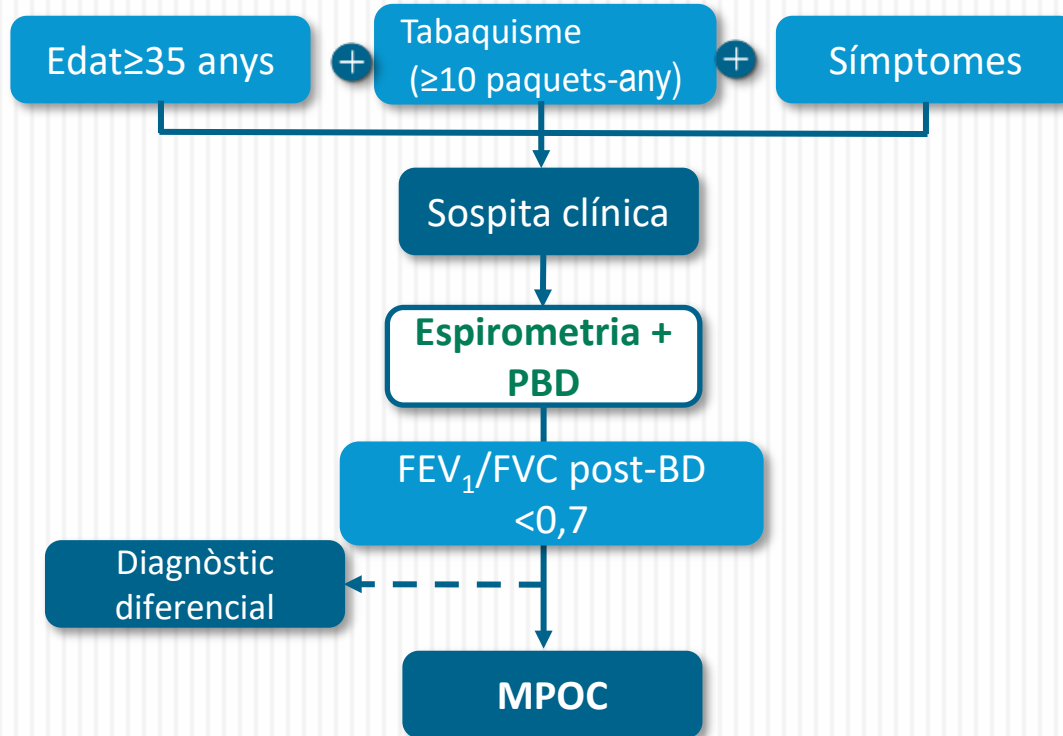 Edat≥35 anys
+
Tabaquisme
(≥10 paquets-any)
+
Símptomes
Sospita clínica
Espirometria +
PBD
FEV₁/FVC post-BD
<0,7
Diagnòstic
diferencial
MPOC